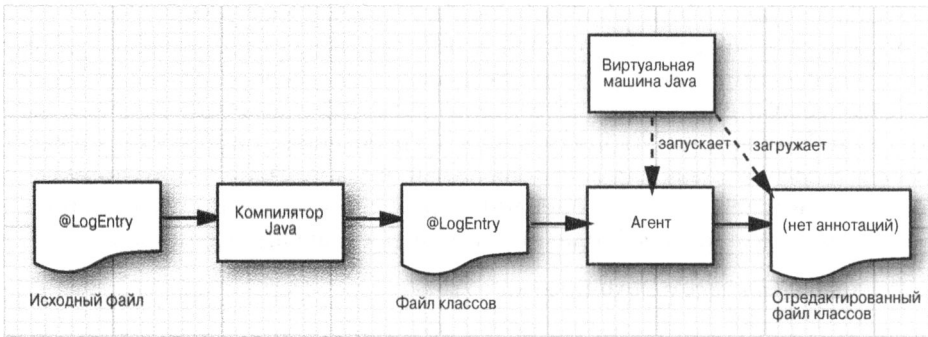 Виртуальная
машина Java
запускает
загружает
@LogEntry
Компилятор
Java
@LogEntry
Агент
(нет аннотаций)
Исходный файл
Файл классов
Отредактированный
файл классов